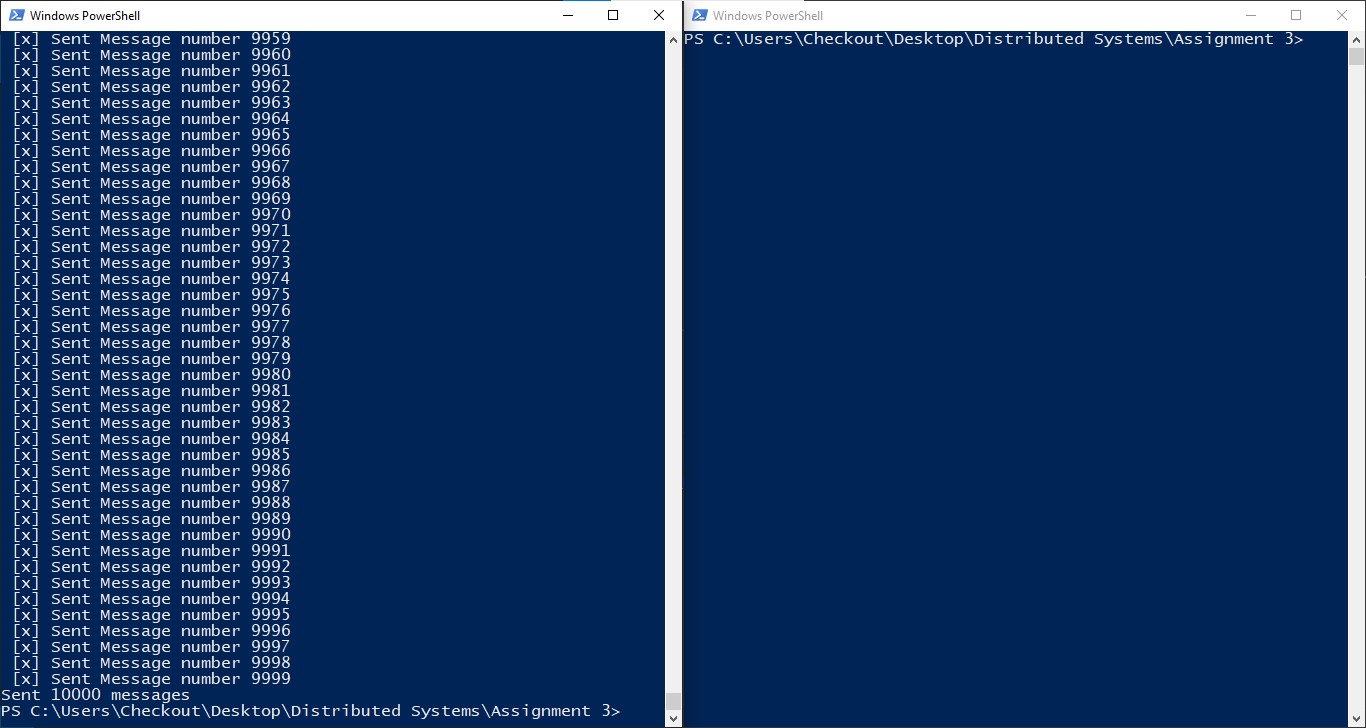 Windows PowerShell
[x] Sent Message number 9959
[x] Sent Message number 9960
[x] Sent Message number 9961
[x] Sent Message number 9962
[x] Sent Message number 9963
[x] Sent Message number 9964
[x] Sent Message number 9965
[x] Sent Message number 9966
[x] Sent Message number 9967
[x] Sent Message number 9968
[x] Sent Message number 9969
[x] Sent Message number 9970
[x] Sent Message number 9971
[x] Sent Message number 9972
[x] Sent Message number 9973
[x] Sent Message number 9974
[x] Sent Message number 9975
[x] Sent Message number 9976
[x] Sent Message number 9977
[x] Sent Message number 9978
[x] Sent Message number 9979
[x] Sent Message number 9980
[x] Sent Message number 9981
[x] Sent Message number 9982
[x] Sent Message number 9983
[x] Sent Message number 9984
[x] Sent Message number 9985
[x] Sent Message number 9986
[x] Sent Message number 9987
[x] Sent Message number 9988
[x] Sent Message number 9989
[x] Sent Message number 9990
[x] Sent Message number 9991
[x] Sent Message number 9992
[x] Sent Message number 9993
[x] Sent Message number 9994
[x] Sent Message number 9995
[x] Sent Message number 9996
[x] Sent Message number 9997
[x] Sent Message number 9998
[x] Sent Message number 9999
Sent 10000 messages
PS C:\Users\Checkout\Desktop\Distributed Systems\Assignment 3>
Windows PowerShell
PS C:\Users\Checkout\Desktop\Distributed Systems\Assignment 3>